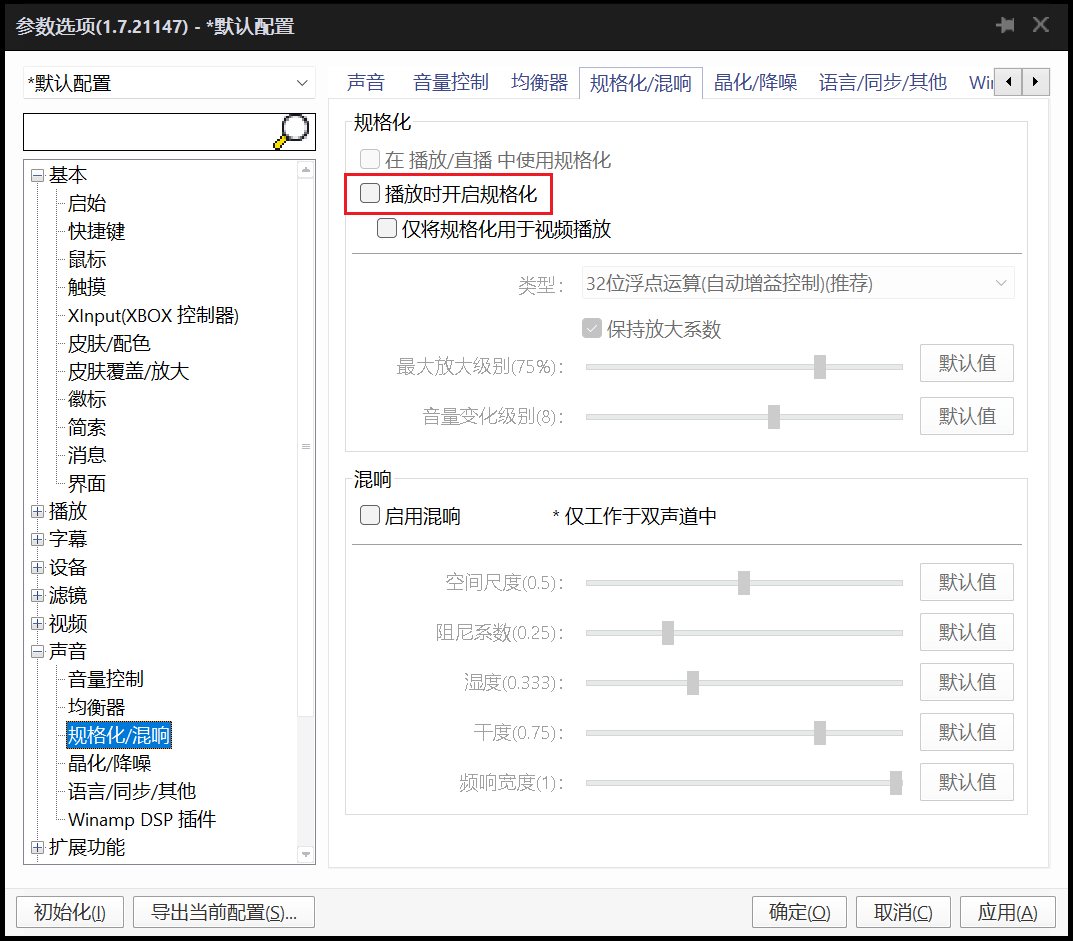 参数选项(1.7.21147) - *默认配置
*默认配置
基本
启始
快捷键
鼠标
触摸
XInput(XBOX 控制器)
皮肤/配色
皮肤覆盖/放大
徽标
简索
消息
界面
播放
字幕
设备
滤镜
视频
声音
音量控制
均衡器
规格化/混响
晶化/降噪
语言/同步/其他
Winamp DSP 插件
扩展功能
声音 音量控制 均衡器 规格化/混响 晶化/降噪 语言/同步/其他 Wi
规格化
在 播放/直播 中使用规格化
播放时开启规格化
仅将规格化用于视频播放
类型: 32位浮点运算(自动增益控制)(推荐)
保持放大系数
最大放大级别(75%): 默认值
音量变化级别(8): 默认值
混响
启用混响 * 仅工作于双声道中
空间尺度(0.5): 默认值
阻尼系数(0.25): 默认值
湿度(0.333): 默认值
干度(0.75): 默认值
频响宽度(1): 默认值
初始化(I) 导出当前配置(S)... 确定(O) 取消(C) 应用(A)